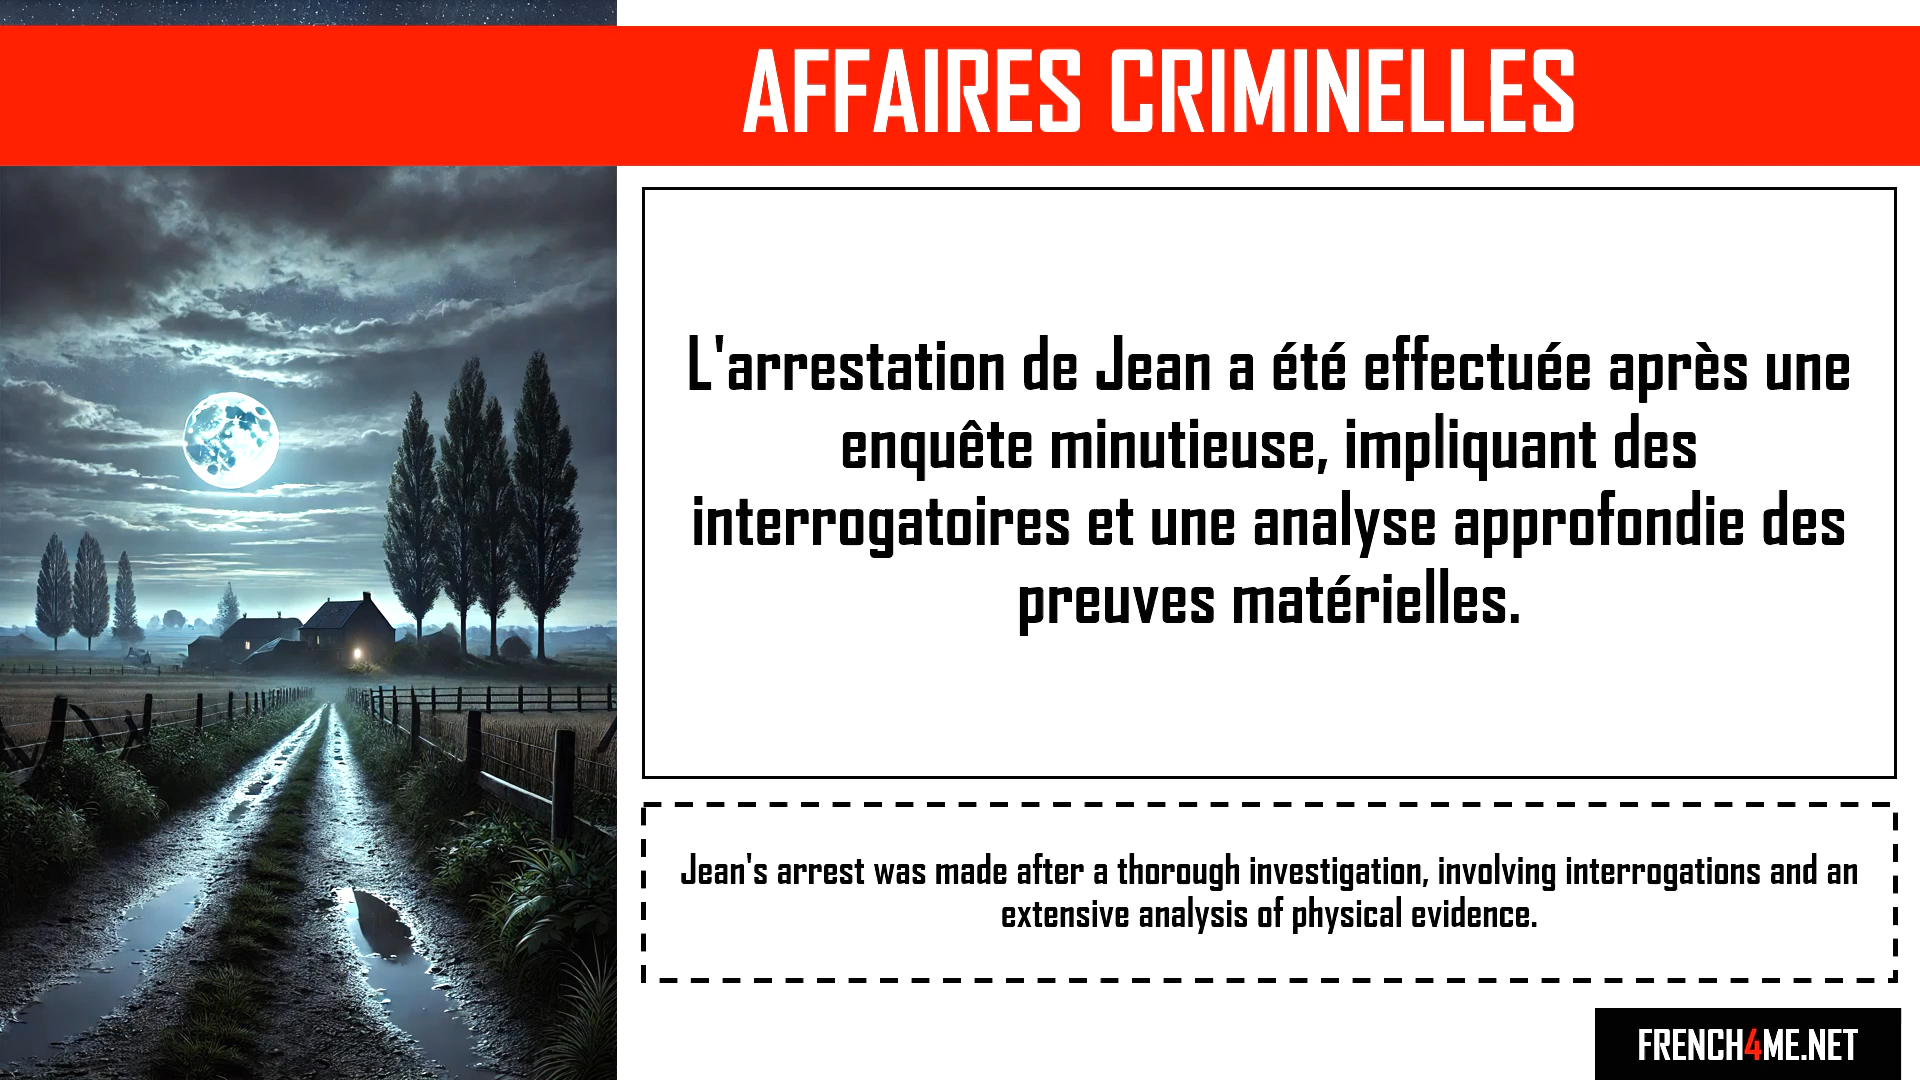 AFFAIRES CRIMINELLES
L'arrestation de Jean a été effectuée après une
enquête minutieuse, impliquant des
interrogatoires et une analyse approfondie des
preuves matérielles.
Jean's arrest was made after a thorough investigation, involving interrogations and an
extensive analysis of physical evidence.
FRENCH4ME.NET